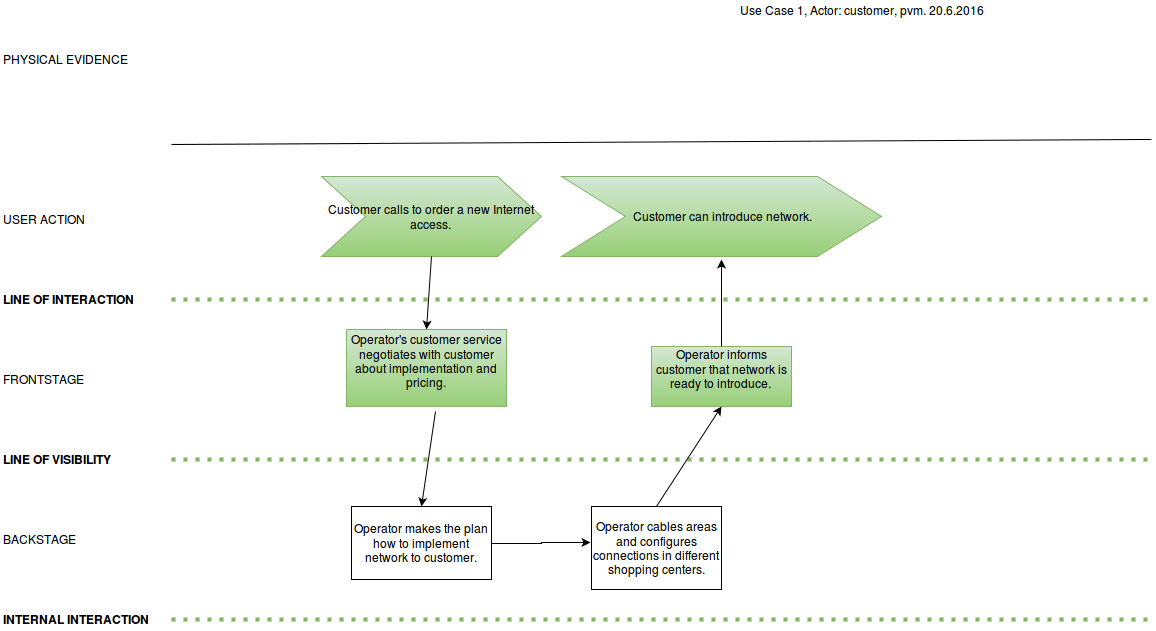 Use Case 1, Actor: customer, pvm. 20.6.2016
PHYSICAL EVIDENCE
USER ACTION
Customer calls to order a new Internet
access.
Customer can introduce network.
LINE OF INTERACTION
FRONTSTAGE
Operator's customer service
negotiates with customer
about implementation and
pricing.
Operator informs
customer that network is
ready to introduce.
LINE OF VISIBILITY
BACKSTAGE
Operator makes the plan
how to implement
network to customer.
Operator cables areas
and configures
connections in different
shopping centers.
INTERNAL INTERACTION